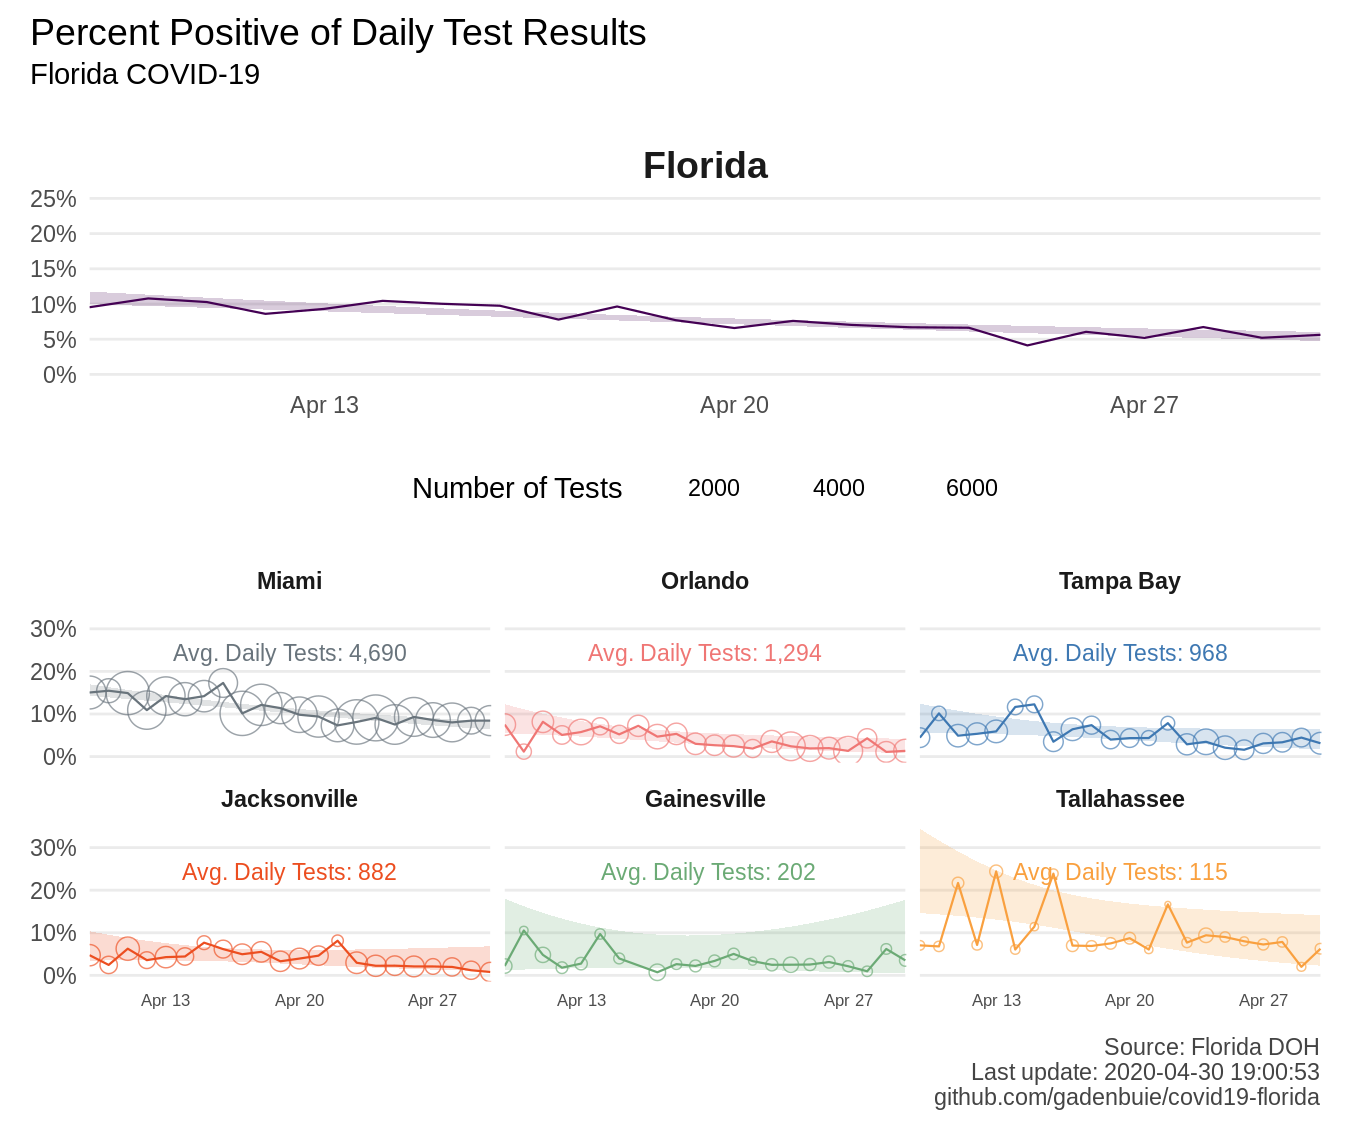 Percent Positive of Daily Test Results
Florida COVID-19
Florida
25%
20%
15%
10%
5%
0%
Apr 13 Apr 20 Apr 27
Number of Tests 2000 4000 6000
Miami Orlando Tampa Bay
30%
Avg. Daily Tests: 4,690 Avg. Daily Tests: 1,294 Avg. Daily Tests: 968
20%
10%
0%
Jacksonville Gainesville Tallahassee
30%
Avg. Daily Tests: 882 Avg. Daily Tests: 202 Avg. Daily Tests: 115
20%
10%
0%
Apr 13 Apr 20 Apr 27 Apr 13 Apr 20 Apr 27 Apr 13 Apr 20 Apr 27
Source: Florida DOH
Last update: 2020-04-30 19:00:53
github.com/gadenbuie/covid19-florida